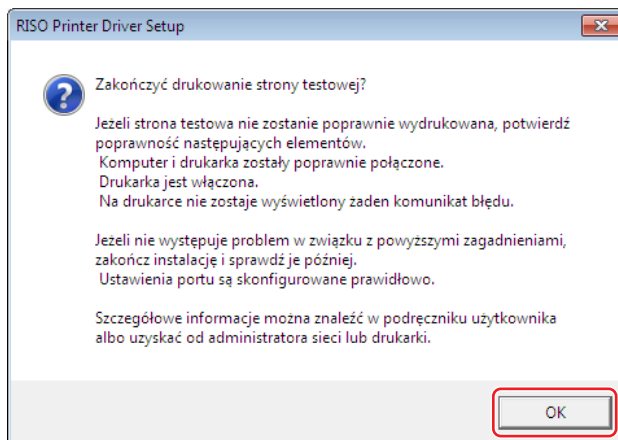 RISO Printer Driver Setup
Zakończyć drukowanie strony testowej?
Jeżeli strona testowa nie zostanie poprawnie wydrukowana, potwierdź
poprawność następujących elementów.
Komputer i drukarka zostały poprawnie połączone.
Drukarka jest włączona.
Na drukarce nie zostaje wyświetlony żaden komunikat błędu.
Jeżeli nie występuje problem w związku z powyższymi zagadnieniami,
zakończ instalację i sprawdź je później.
Ustawienia portu są skonfigurowane prawidłowo.
Szczegółowe informacje można znaleźć w podręczniku użytkownika
albo uzyskać od administratora sieci lub drukarki.
OK